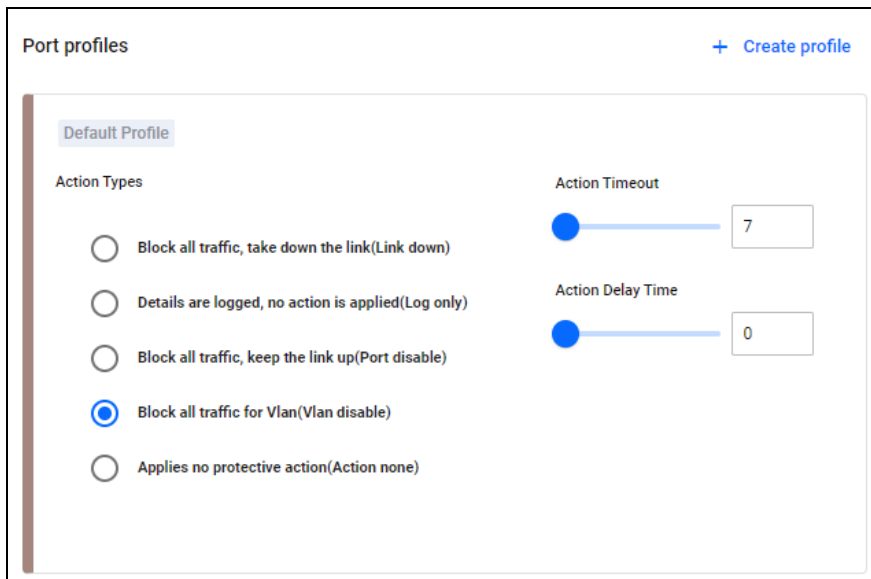 Port profiles
+ Create profile
Default Profile
Action Types
Block all traffic, take down the link(Link down)
Details are logged, no action is applied(Log only)
Block all traffic, keep the link up(Port disable)
Block all traffic for Vlan(Vlan disable)
Applies no protective action(Action none)
Action Timeout
7
Action Delay Time
0